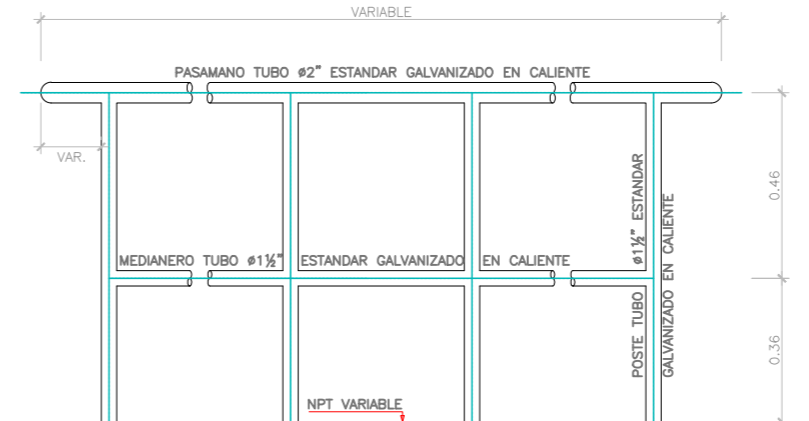 VARIABLE
PASAMANO TUBO ø2" ESTANDAR GALVANIZADO EN CALIENTE
VAR.
0.46
MEDIANERO TUBO ø1½" ESTANDAR GALVANIZADO EN CALIENTE
POSTE TUBO ø1½" ESTANDAR
GALVANIZADO EN CALIENTE
0.36
NPT VARIABLE